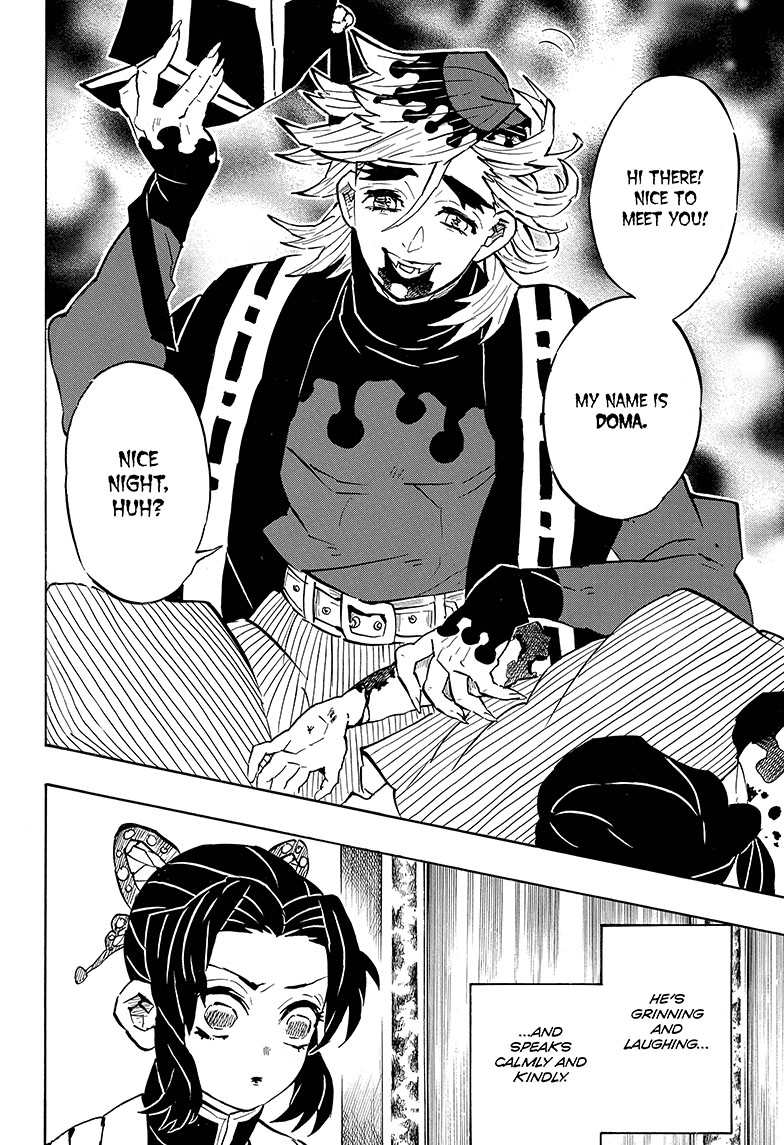 HI THERE!
NICE TO
MEET YOU!
MY NAME IS
DOMA.
NICE
NIGHT,
HUH?
HE'S
GRINNING
AND
LAUGHING...
...AND
SPEAKS
CALMLY AND
KINDLY.